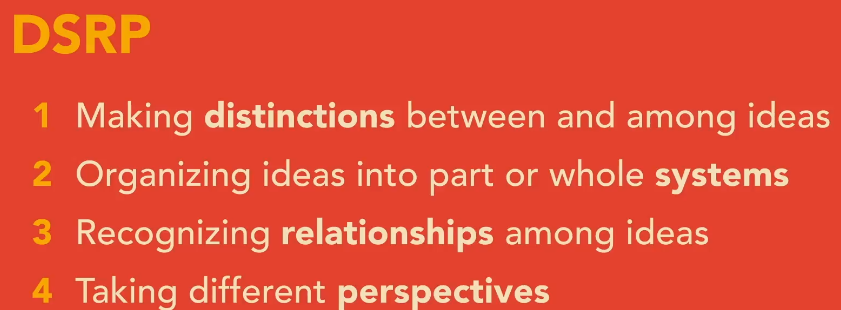 DSRP
1 Making distinctions between and among ideas
2 Organizing ideas into part or whole systems
3 Recognizing relationships among ideas
4 Taking different perspectives